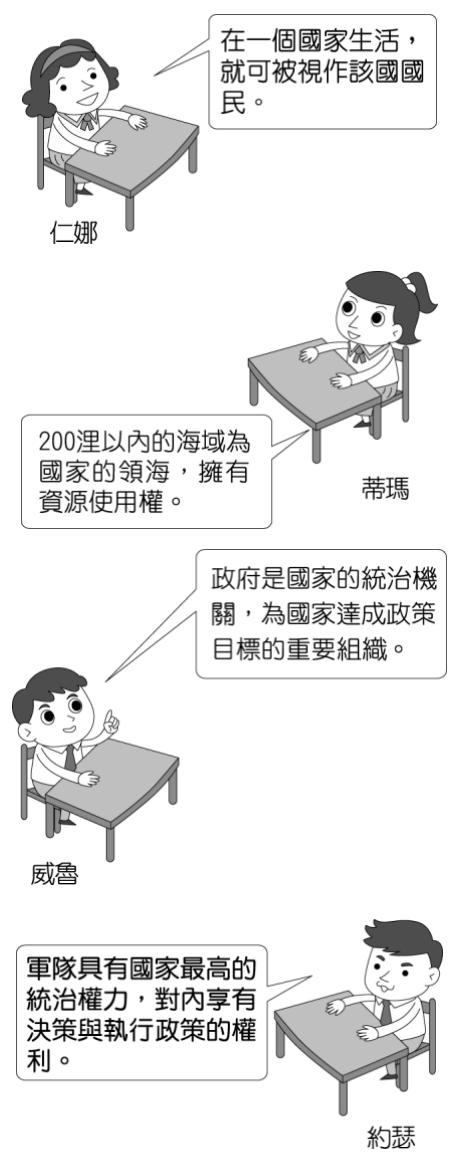 在一個國家生活，
就可被視作該國國
民。
仁娜
200浬以內的海域為
國家的領海，擁有
資源使用權。
蒂瑪
政府是國家的統治機
關，為國家達成政策
目標的重要組織。
威魯
軍隊具有國家最高的
統治權力，對內享有
決策與執行政策的權
利。
約瑟